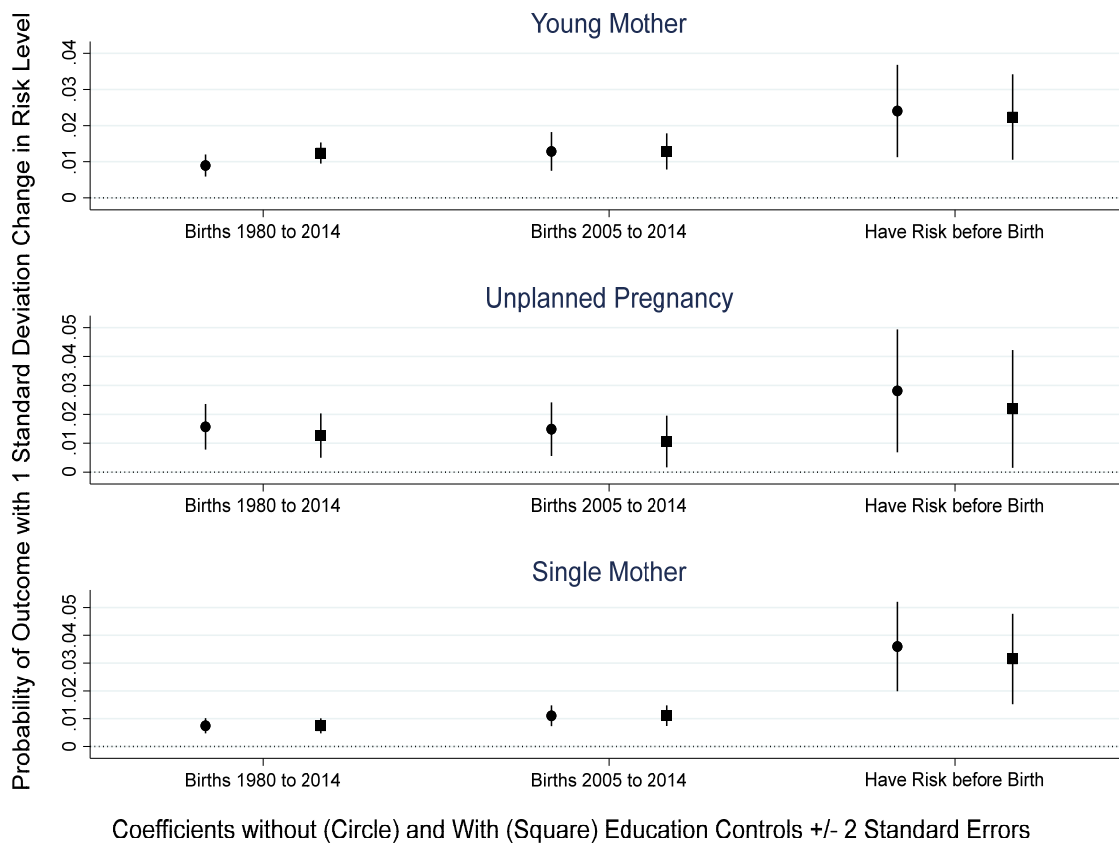 Probability of Outcome with 1 Standard Deviation Change in Risk Level
Young Mother
.04
.03
.02
.01
0
Births 1980 to 2014 Births 2005 to 2014 Have Risk before Birth
Unplanned Pregnancy
.05
.04
.03
.02
.01
0
Births 1980 to 2014 Births 2005 to 2014 Have Risk before Birth
Single Mother
.05
.04
.03
.02
.01
0
Births 1980 to 2014 Births 2005 to 2014 Have Risk before Birth
Coefficients without (Circle) and With (Square) Education Controls +/- 2 Standard Errors